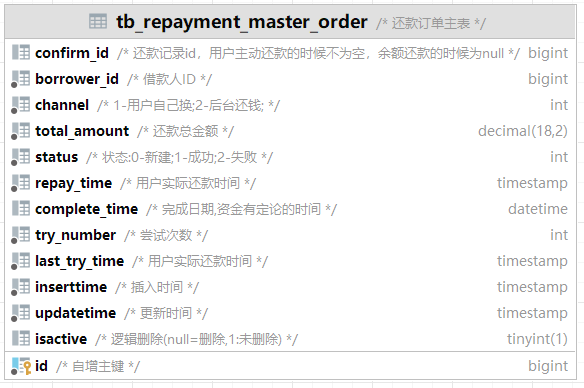 tb_repayment_master_order /* 还款订单主表 */
confirm_id /* 还款记录id，用户主动还款的时候不为空，余额还款的时候为null */ bigint
borrower_id /* 借款人ID */ bigint
channel /* 1-用户自己换;2-后台还钱; */ int
total_amount /* 还款总金额 */ decimal(18,2)
status /* 状态:0-新建;1-成功;2-失败 */ int
repay_time /* 用户实际还款时间 */ timestamp
complete_time /* 完成日期,资金有定论的时间 */ datetime
try_number /* 尝试次数 */ int
last_try_time /* 用户实际还款时间 */ timestamp
inserttime /* 插入时间 */ timestamp
updatetime /* 更新时间 */ timestamp
isactive /* 逻辑删除(null=删除,1:未删除) */ tinyint(1)
id /* 自增主键 */ bigint